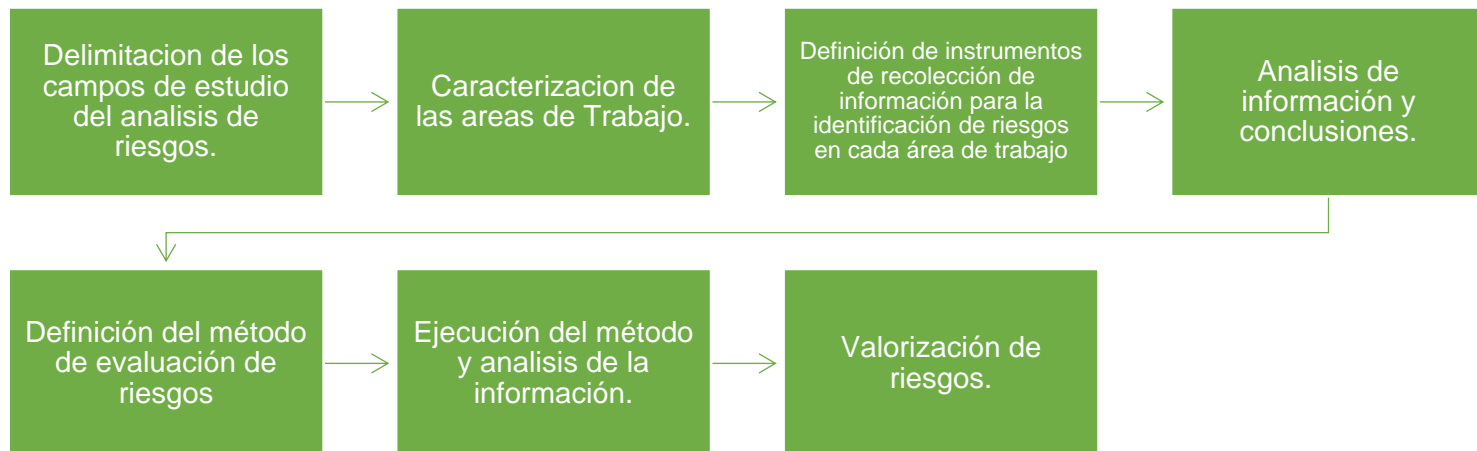 Delimitacion de los
campos de estudio
del analisis de
riesgos.
Caracterizacion de
las areas de Trabajo.
Definición de instrumentos
de recolección de
información para la
identificación de riesgos
en cada área de trabajo
Analisis de
información y
conclusiones.
Definición del método
de evaluación de
riesgos
Ejecución del método
y analisis de la
información.
Valorización de
riesgos.